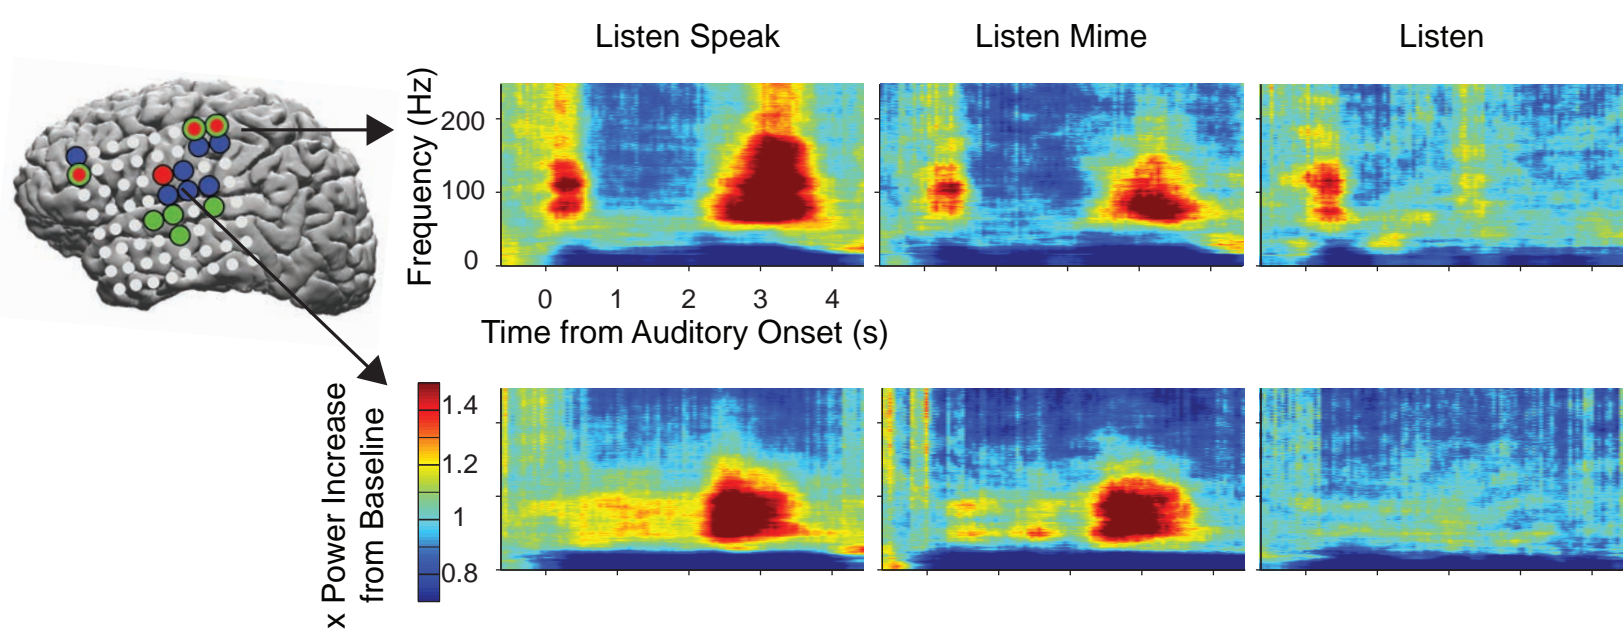 Listen Speak
Listen Mime
Listen
Frequency (Hz)
200
100
0
0 1 2 3 4
Time from Auditory Onset (s)
x Power Increase
from Baseline
1.4
1.2
1
0.8